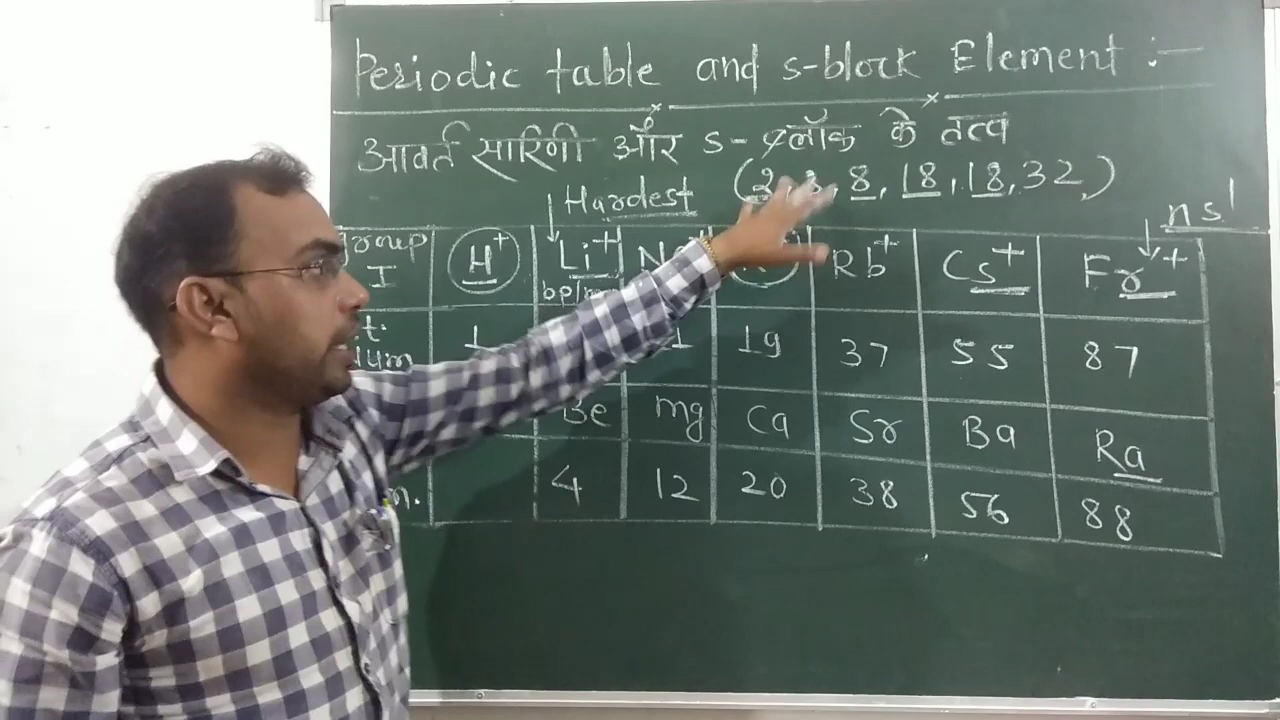 Periodic table and s-block Element :-
आवर्त सारिणी और s-ब्लॉक के तत्व
Hardest (2, 8, 8, 18, 18, 32)
ns¹
Group I H⁺ Li⁺ Rb⁺ Cs⁺ Fr⁺
1 19 37 55 87
Be mg Ca Sr Ba Ra
4 12 20 38 56 88